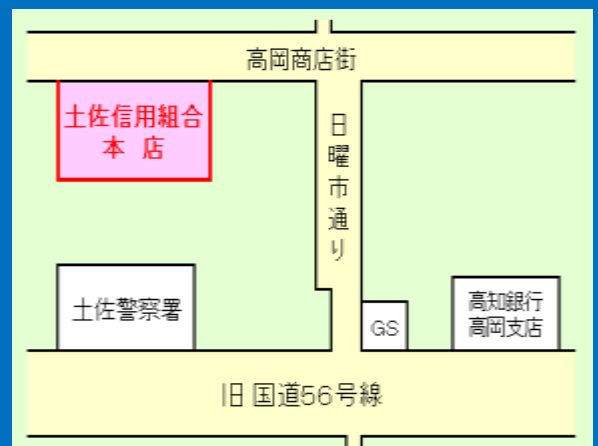 高岡商店街
土佐信用組合
本 店
日曜市通り
土佐警察署
GS
高知銀行
高岡支店
旧 国道56号線